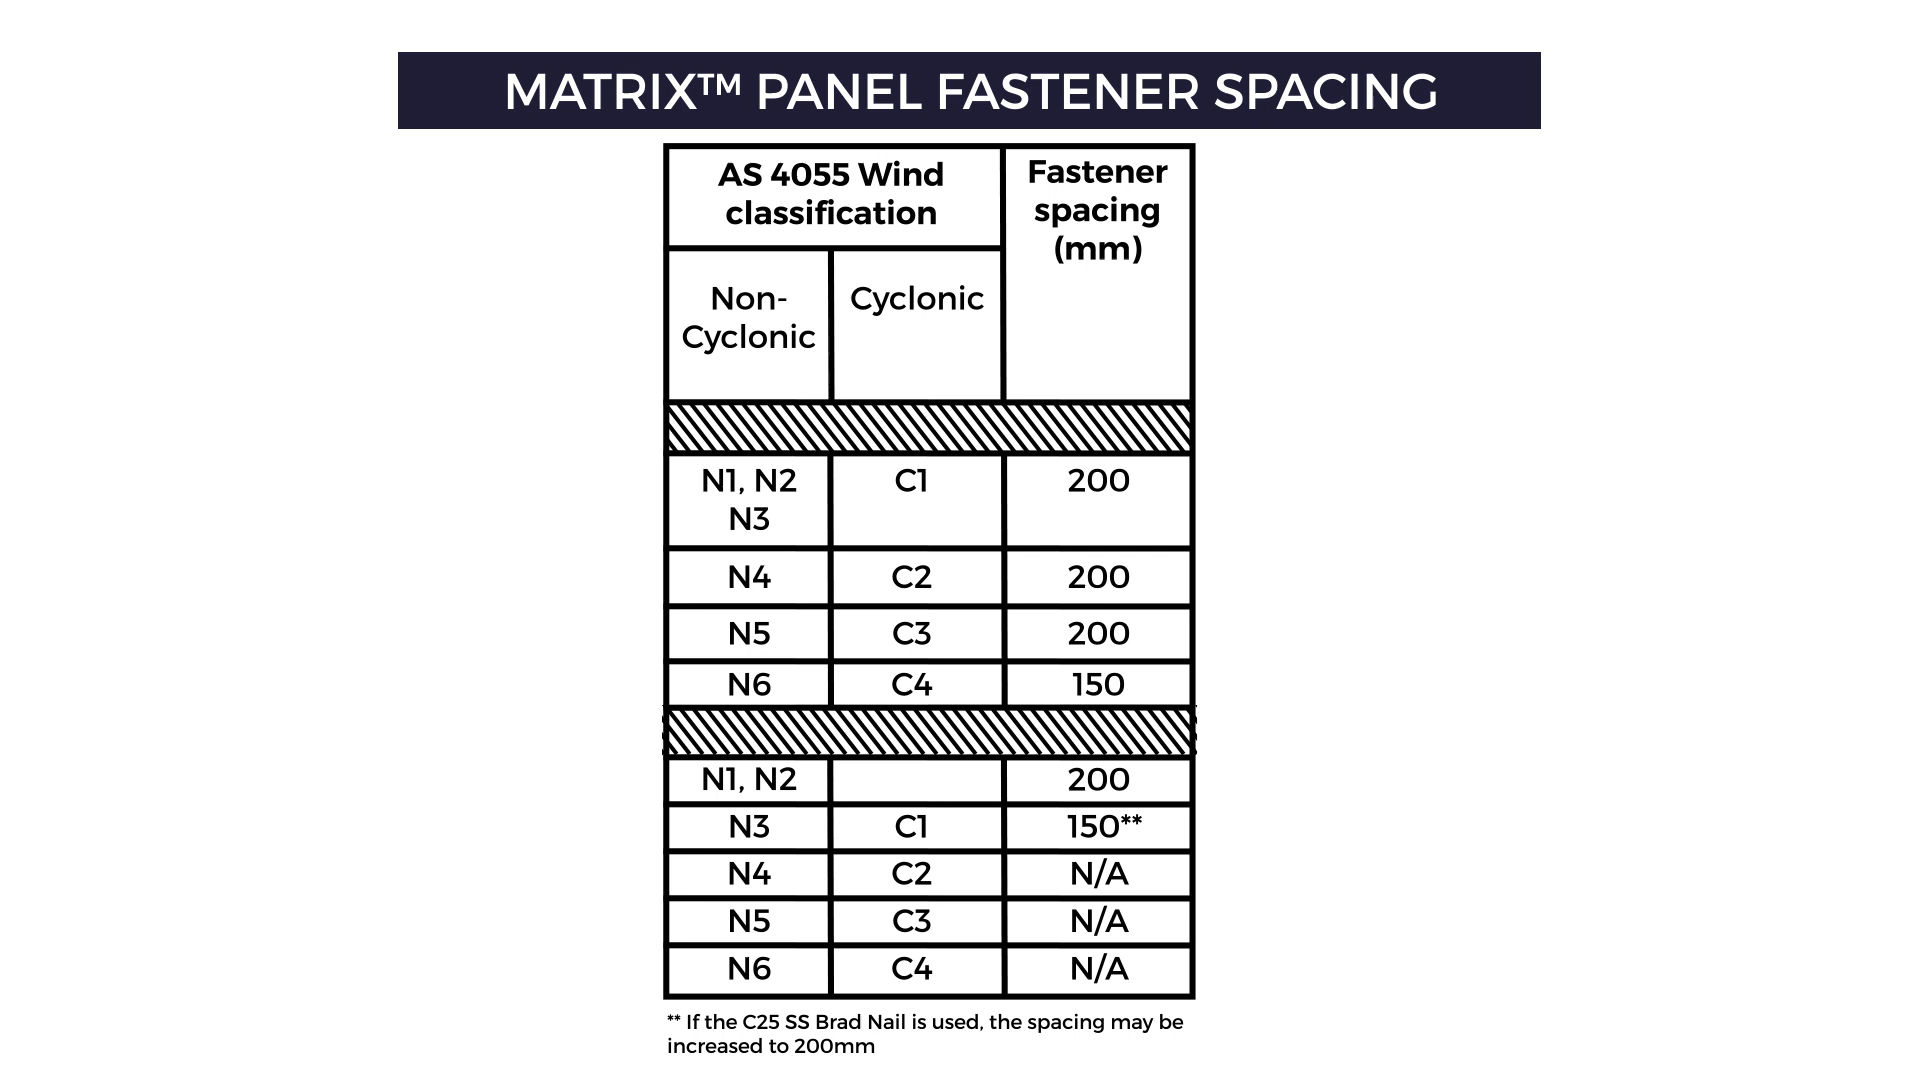 MATRIX™ PANEL FASTENER SPACING
AS 4055 Wind
classification
Fastener
spacing
(mm)
Non-
Cyclonic
Cyclonic
N1, N2
N3
C1
200
N4
C2
200
N5
C3
200
N6
C4
150
N1, N2
200
N3
C1
150**
N4
C2
N/A
N5
C3
N/A
N6
C4
N/A
** If the C25 SS Brad Nail is used, the spacing may be
increased to 200mm